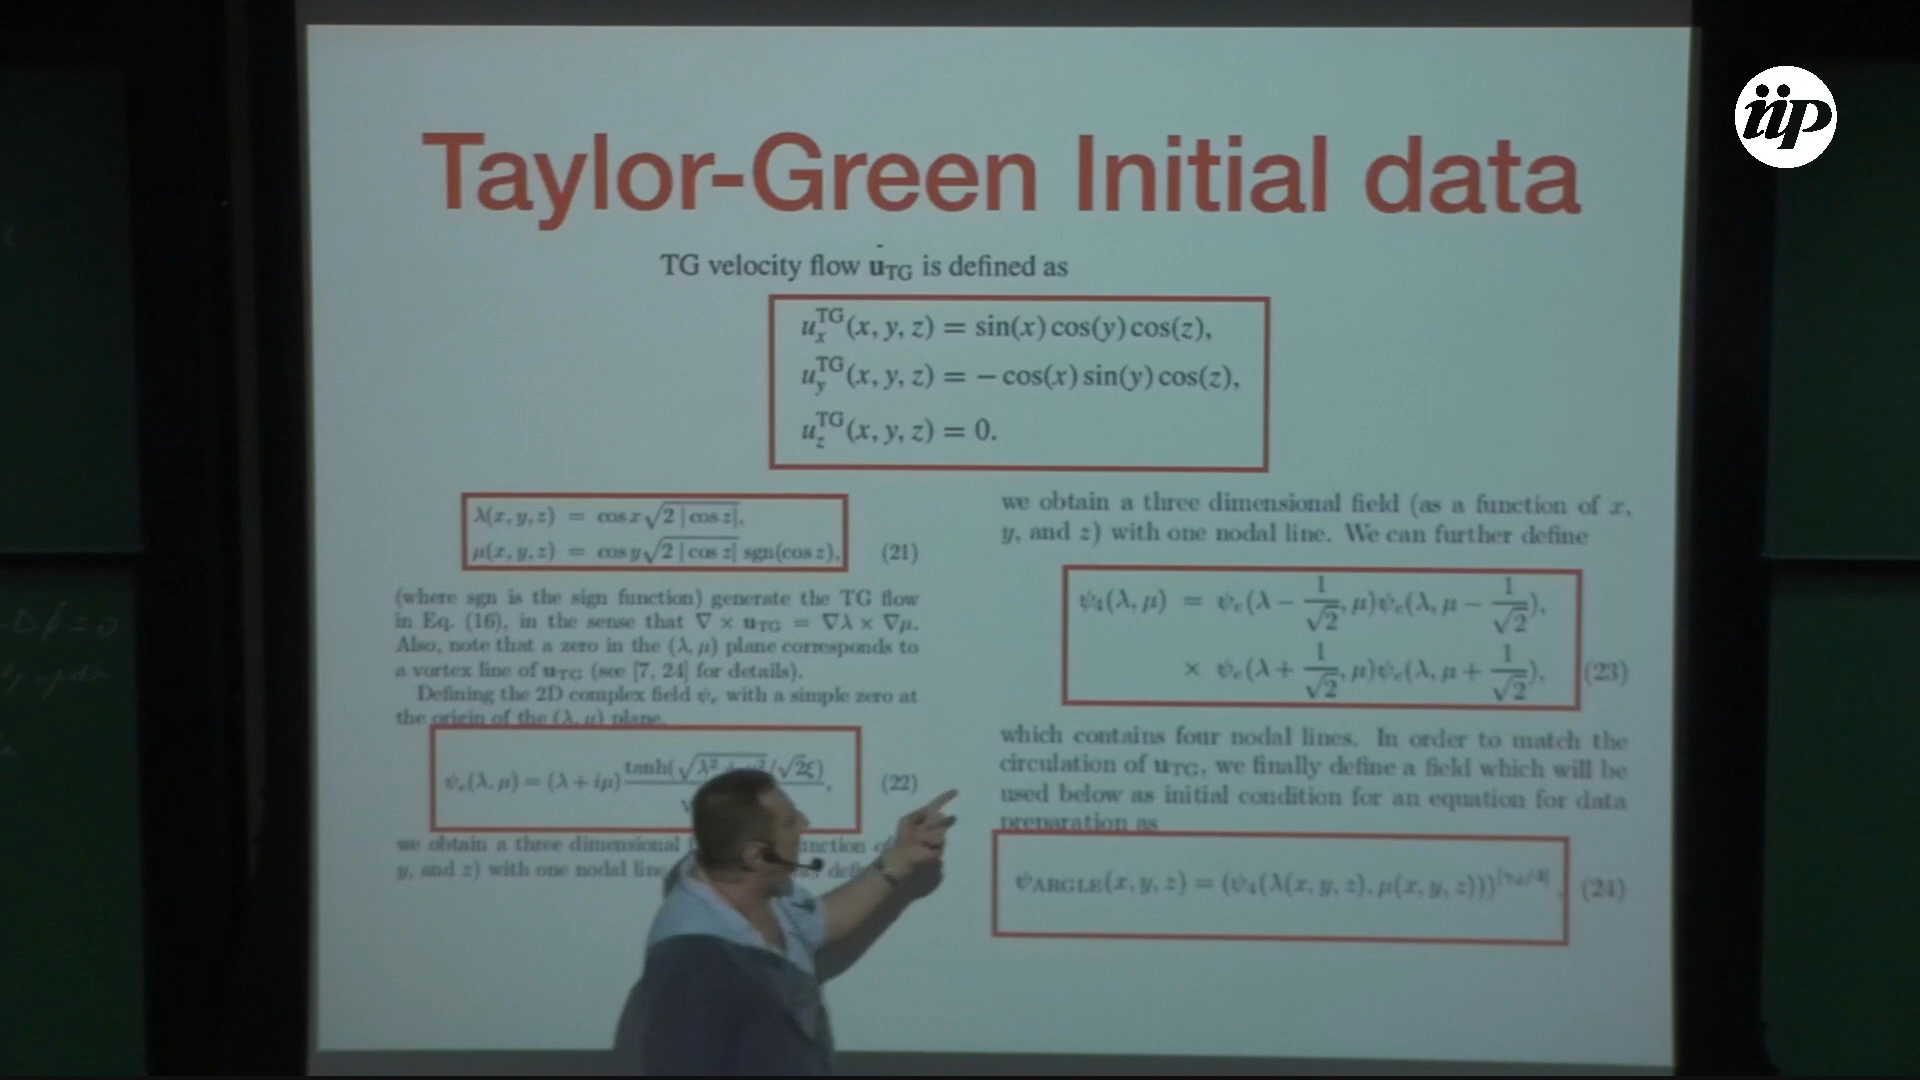 iip
Taylor-Green Initial data
TG velocity flow u_TG is defined as
u_x^TG(x, y, z) = sin(x) cos(y) cos(z),
u_y^TG(x, y, z) = − cos(x) sin(y) cos(z),
u_z^TG(x, y, z) = 0.
λ(x, y, z) = cos x√(2 | cos z|),
μ(x, y, z) = cos y√(2 | cos z|) sgn(cos z), (21)
(where sgn is the sign function) generate the TG flow
in Eq. (16), in the sense that ∇ × u_TG = ∇λ × ∇μ.
Also, note that a zero in the (λ, μ) plane corresponds to
a vortex line of u_TG (see [7, 24] for details).
Defining the 2D complex field ψ_e with a simple zero at
the origin of the (λ, μ) plane.
ψ_e(λ, μ) = (λ + iμ) tanh(√λ² + μ²/√2ξ) , (22)
we obtain a three dimensional
y, and z) with one nodal line
we obtain a three dimensional field (as a function of x,
y, and z) with one nodal line. We can further define
ψ_4(λ, μ) = ψ_e(λ − 1/√2, μ)ψ_e(λ, μ − 1/√2),
× ψ_e(λ + 1/√2, μ)ψ_e(λ, μ + 1/√2), (23)
which contains four nodal lines. In order to match the
circulation of u_TG, we finally define a field which will be
used below as initial condition for an equation for data
preparation as
ψ_ARGLE(x, y, z) = (ψ_4(λ(x, y, z), μ(x, y, z))) , (24)